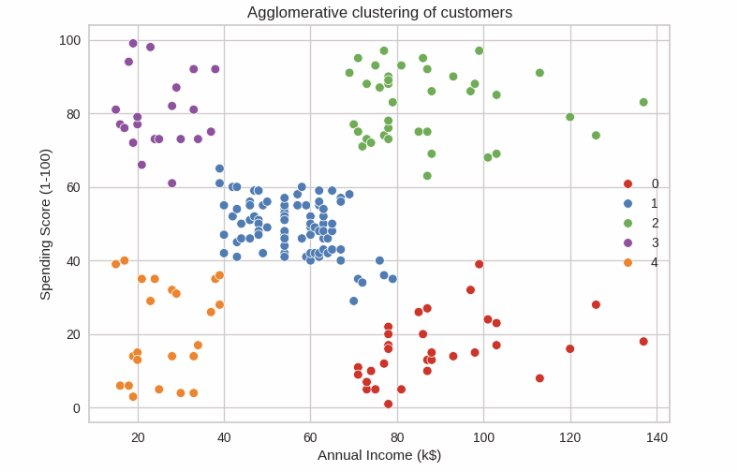 Agglomerative clustering of customers
100
80
60
40
20
0
Spending Score (1-100)
0
1
2
3
4
20 40 60 80 100 120 140
Annual Income (k$)